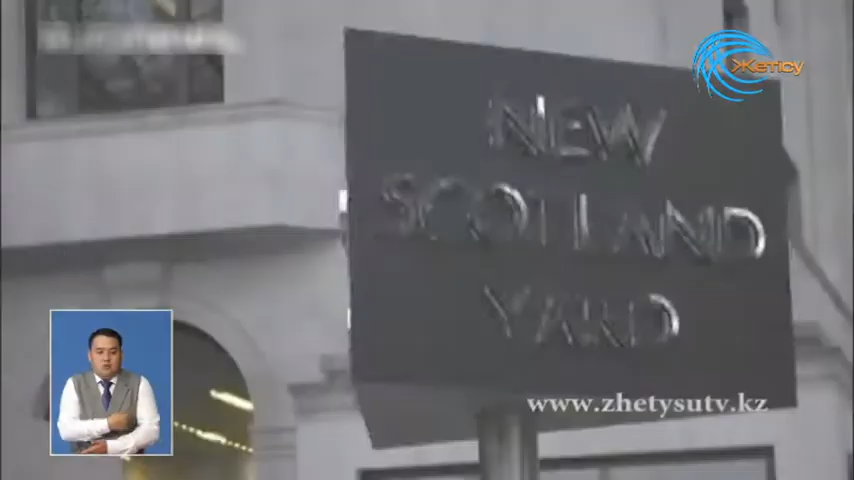 Жетісу
NEW
SCOTLAND
YARD
www.zhetysutv.kz